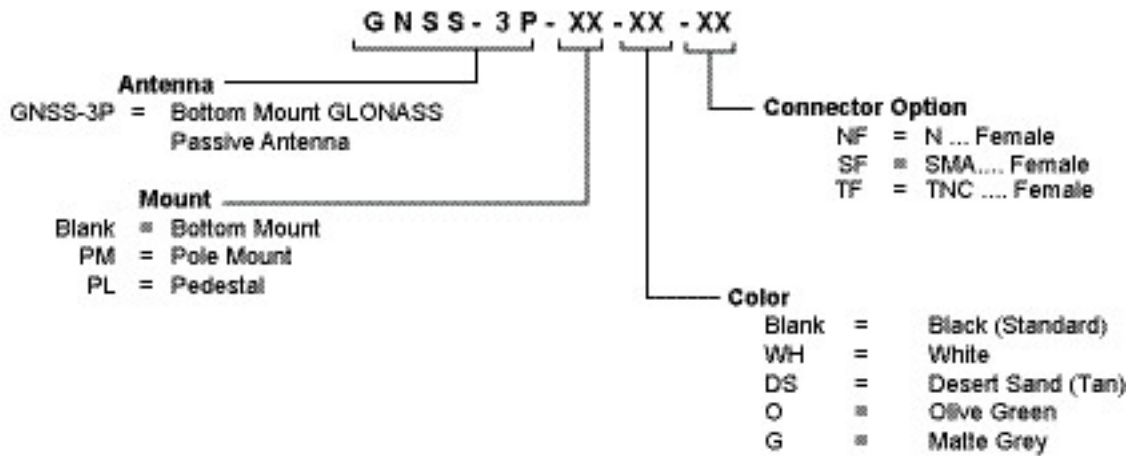 GNSS-3P-XX-XX-XX
Antenna
GNSS-3P = Bottom Mount GLONASS
Passive Antenna
Mount
Blank = Bottom Mount
PM = Pole Mount
PL = Pedestal
Connector Option
NF = N ... Female
SF = SMA.... Female
TF = TNC .... Female
Color
Blank = Black (Standard)
WH = White
DS = Desert Sand (Tan)
O = Olive Green
G = Matte Grey